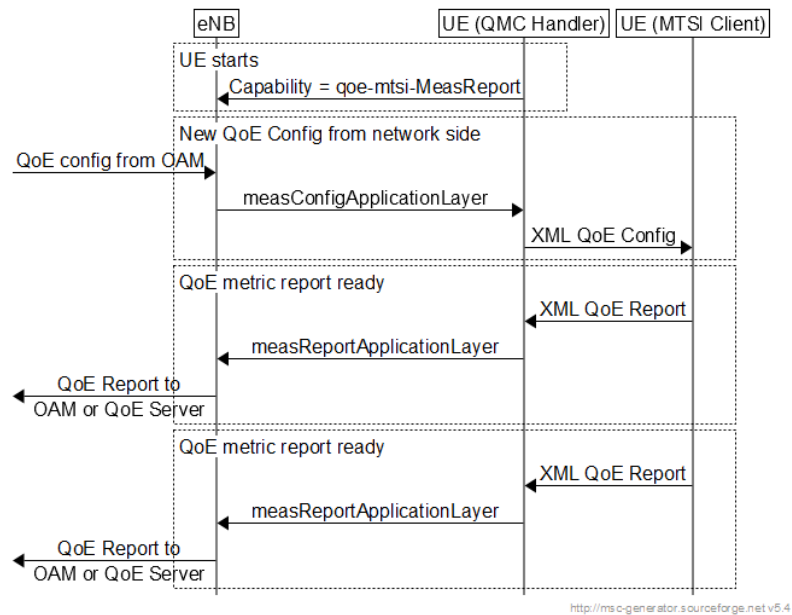 eNB
UE (QMC Handler)
UE (MTSI Client)
UE starts
Capability = qoe-mtsi-MeasReport
New QoE Config from network side
QoE config from OAM
measConfigApplicationLayer
XML QoE Config
QoE metric report ready
XML QoE Report
measReportApplicationLayer
QoE Report to
OAM or QoE Server
QoE metric report ready
XML QoE Report
measReportApplicationLayer
QoE Report to
OAM or QoE Server
http://msc-generator.sourceforge.net v5.4